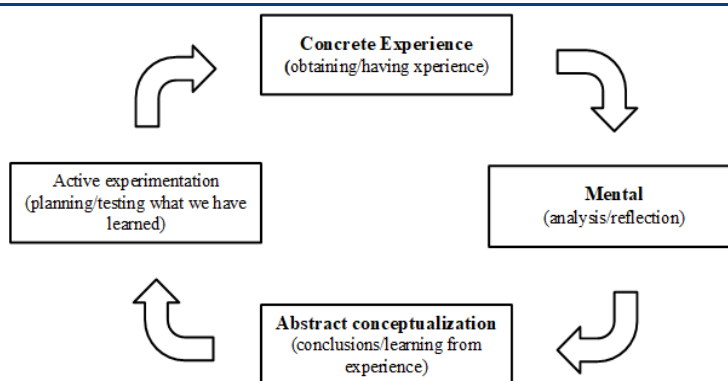 Concrete Experience
(obtaining/having xperience)
Active experimentation
(planning/testing what we have
learned)
Mental
(analysis/reflection)
Abstract conceptualization
(conclusions/learning from
experience)